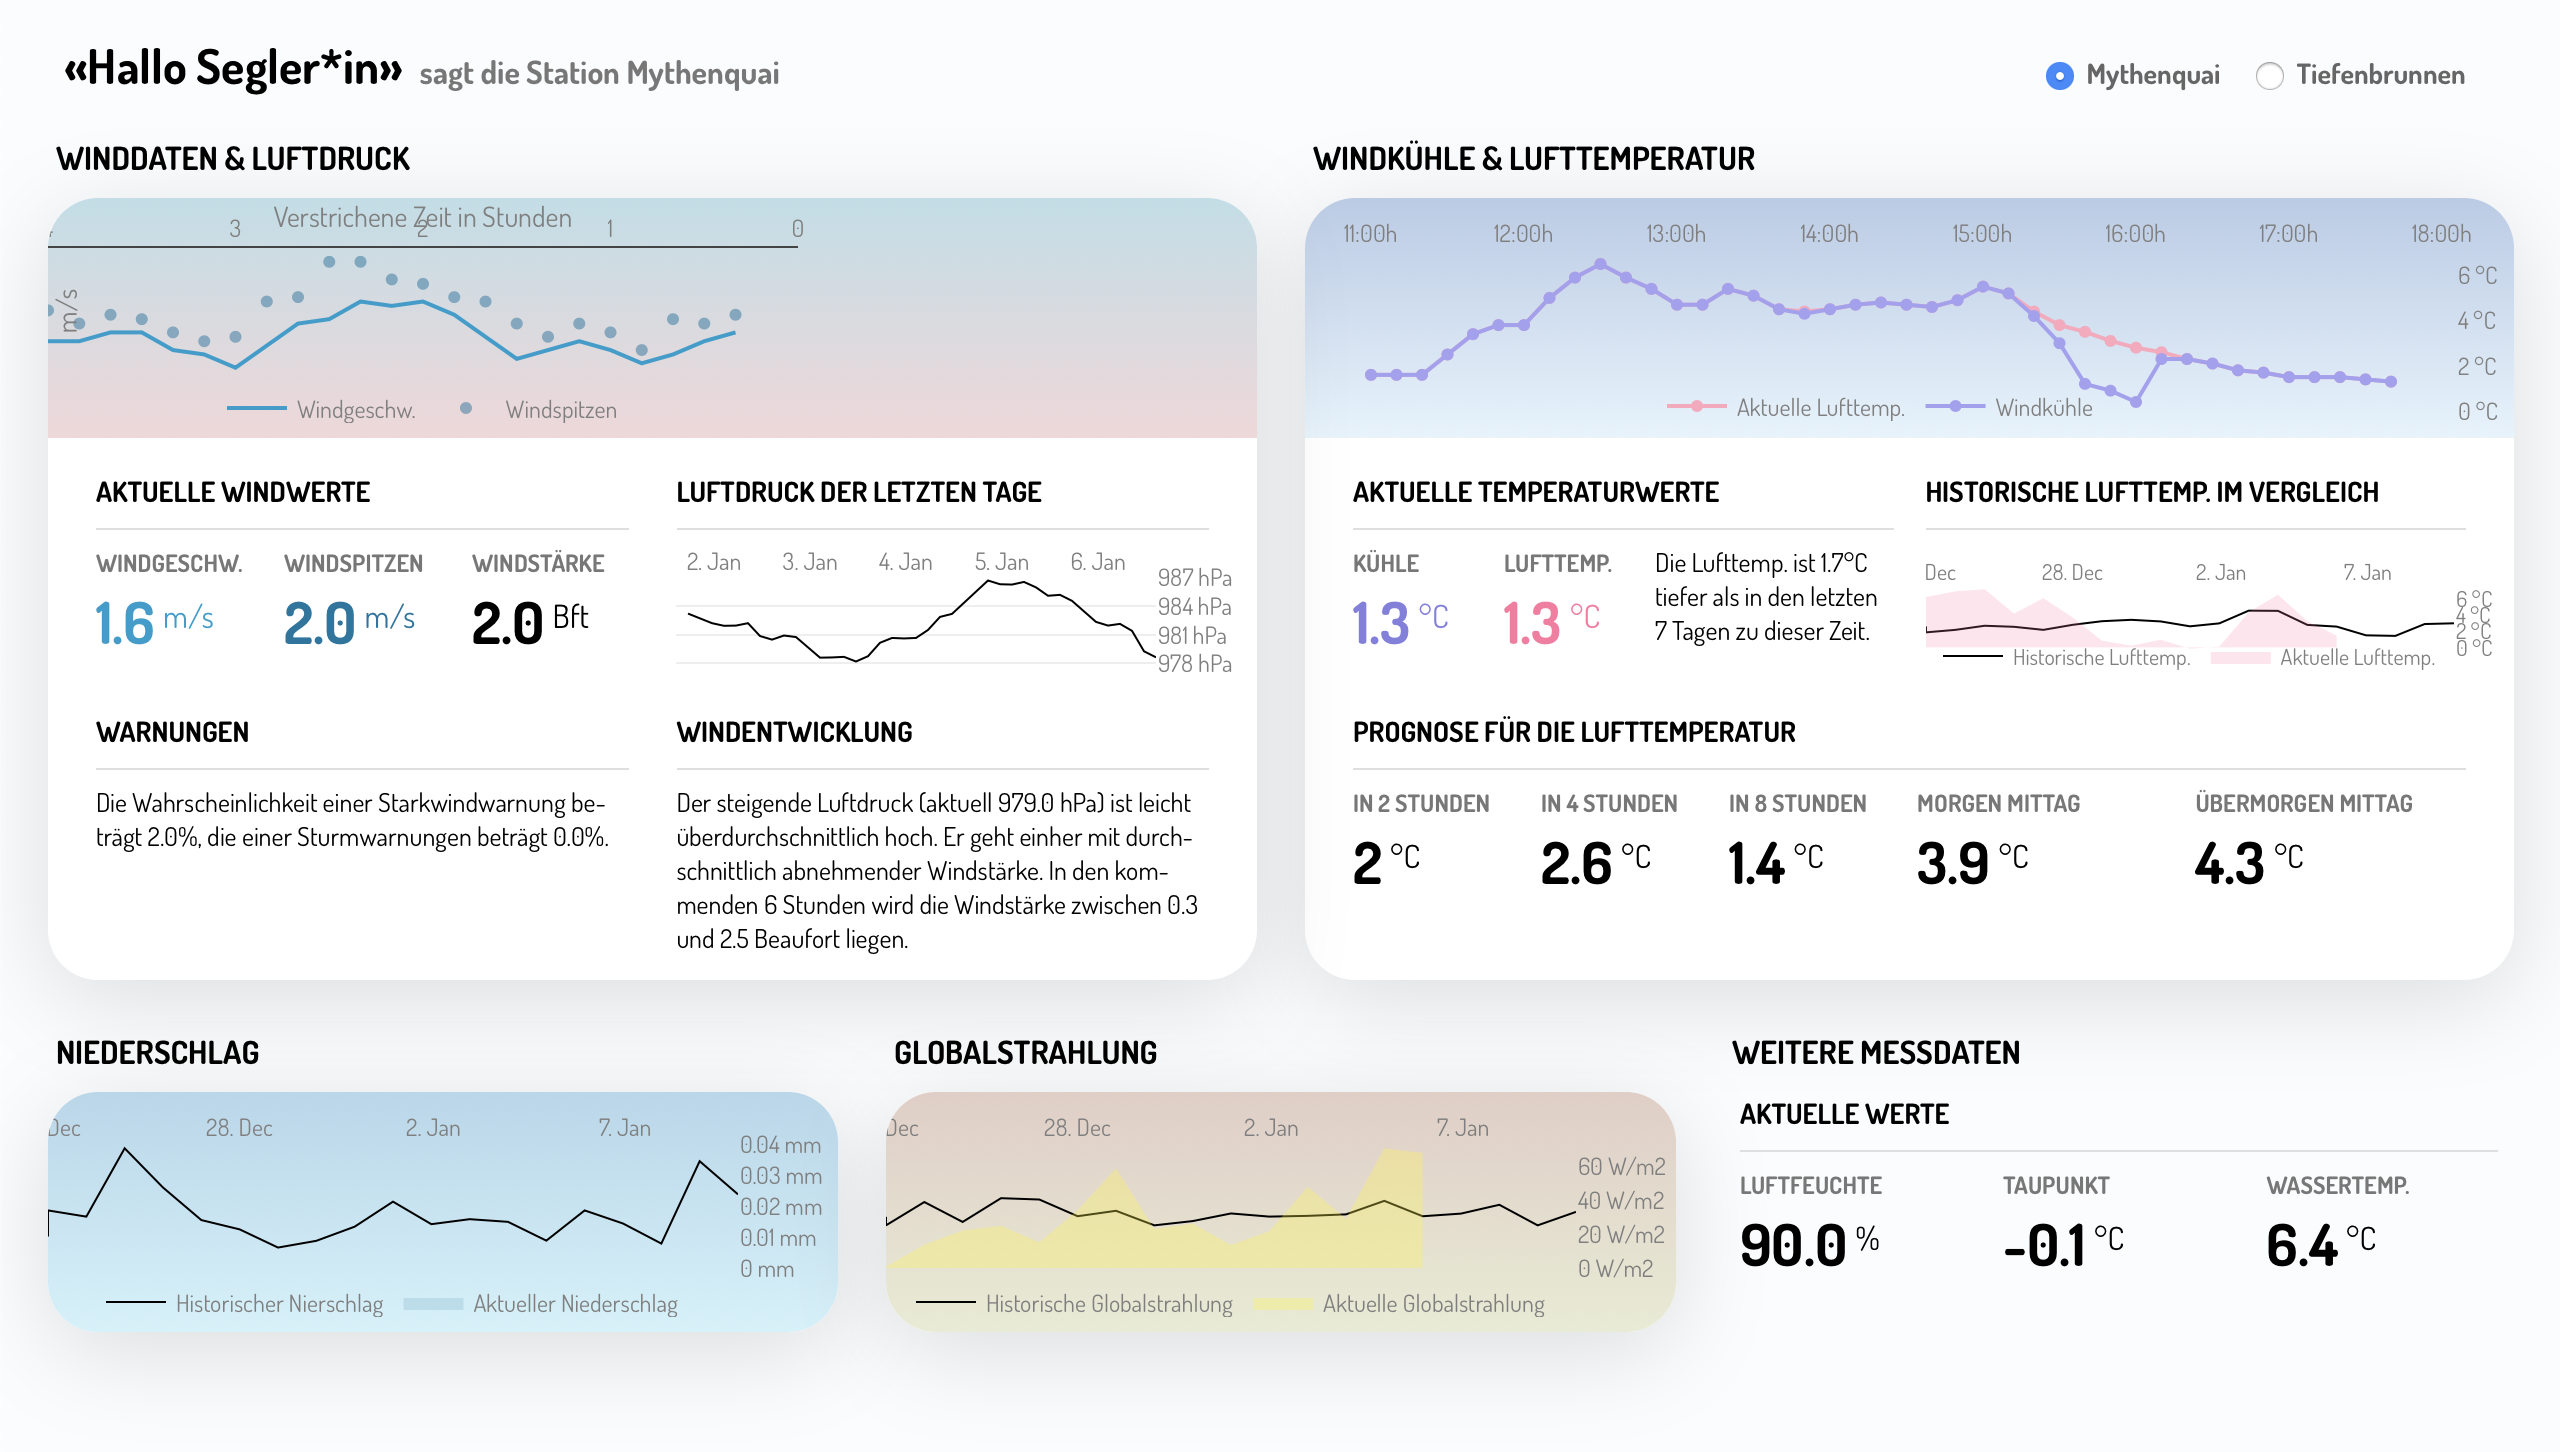 «Hallo Segler*in» sagt die Station Mythenquai
Mythenquai
Tiefenbrunnen
WINDDATEN & LUFTDRUCK
Verstrichene Zeit in Stunden
3
2
1
0
m/s
Windgeschw.
Windspitzen
AKTUELLE WINDWERTE
WINDGESCHW.
WINDSPITZEN
WINDSTÄRKE
1.6 m/s
2.0 m/s
2.0 Bft
LUFTDRUCK DER LETZTEN TAGE
2. Jan
3. Jan
4. Jan
5. Jan
6. Jan
987 hPa
984 hPa
981 hPa
978 hPa
WARNUNGEN
Die Wahrscheinlichkeit einer Starkwindwarnung be-
trägt 2.0%, die einer Sturmwarnungen beträgt 0.0%.
WINDENTWICKLUNG
Der steigende Luftdruck (aktuell 979.0 hPa) ist leicht
überdurchschnittlich hoch. Er geht einher mit durch-
schnittlich abnehmender Windstärke. In den kom-
menden 6 Stunden wird die Windstärke zwischen 0.3
und 2.5 Beaufort liegen.
WINDKÜHLE & LUFTTEMPERATUR
11:00h
12:00h
13:00h
14:00h
15:00h
16:00h
17:00h
18:00h
6 °C
4 °C
2 °C
0 °C
Aktuelle Lufttemp.
Windkühle
AKTUELLE TEMPERATURWERTE
KÜHLE
LUFTTEMP.
1.3 °C
1.3 °C
Die Lufttemp. ist 1.7°C
tiefer als in den letzten
7 Tagen zu dieser Zeit.
HISTORISCHE LUFTTEMP. IM VERGLEICH
Dec
28. Dec
2. Jan
7. Jan
6 °C
4 °C
2 °C
0 °C
Historische Lufttemp.
Aktuelle Lufttemp.
PROGNOSE FÜR DIE LUFTTEMPERATUR
IN 2 STUNDEN
IN 4 STUNDEN
IN 8 STUNDEN
MORGEN MITTAG
ÜBERMORGEN MITTAG
2 °C
2.6 °C
1.4 °C
3.9 °C
4.3 °C
NIEDERSCHLAG
Dec
28. Dec
2. Jan
7. Jan
0.04 mm
0.03 mm
0.02 mm
0.01 mm
0 mm
Historischer Nierschlag
Aktueller Niederschlag
GLOBALSTRAHLUNG
Dec
28. Dec
2. Jan
7. Jan
60 W/m2
40 W/m2
20 W/m2
0 W/m2
Historische Globalstrahlung
Aktuelle Globalstrahlung
WEITERE MESSDATEN
AKTUELLE WERTE
LUFTFEUCHTE
TAUPUNKT
WASSERTEMP.
90.0 %
-0.1 °C
6.4 °C